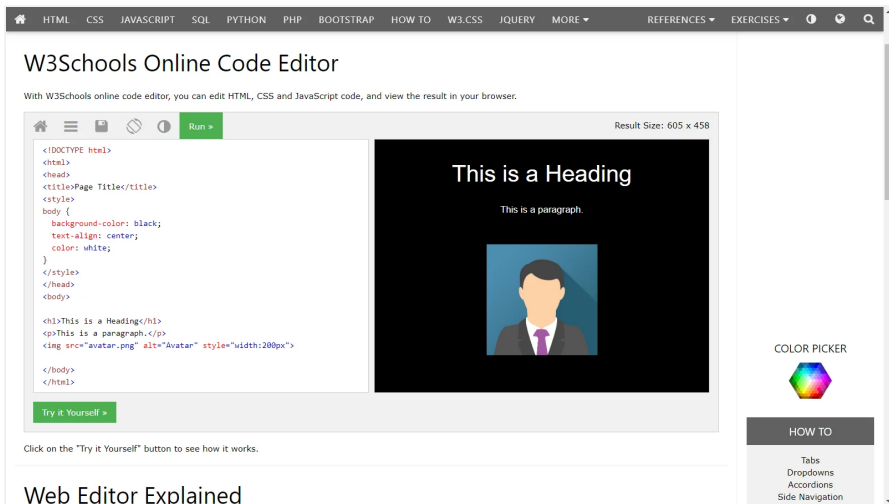 HTML CSS JAVASCRIPT SQL PYTHON PHP BOOTSTRAP HOW TO W3.CSS JQUERY MORE REFERENCES EXERCISES
W3Schools Online Code Editor
With W3Schools online code editor, you can edit HTML, CSS and JavaScript code, and view the result in your browser.
Run »
Result Size: 605 x 458
<!DOCTYPE html>
<html>
<head>
<title>Page Title</title>
<style>
body {
  background-color: black;
  text-align: center;
  color: white;
}
</style>
</head>
<body>
<h1>This is a Heading</h1>
<p>This is a paragraph.</p>
<img src="avatar.png" alt="Avatar" style="width:200px">
</body>
</html>
This is a Heading
This is a paragraph.
Try it Yourself »
Click on the "Try it Yourself" button to see how it works.
Web Editor Explained
COLOR PICKER
HOW TO
Tabs
Dropdowns
Accordions
Side Navigation